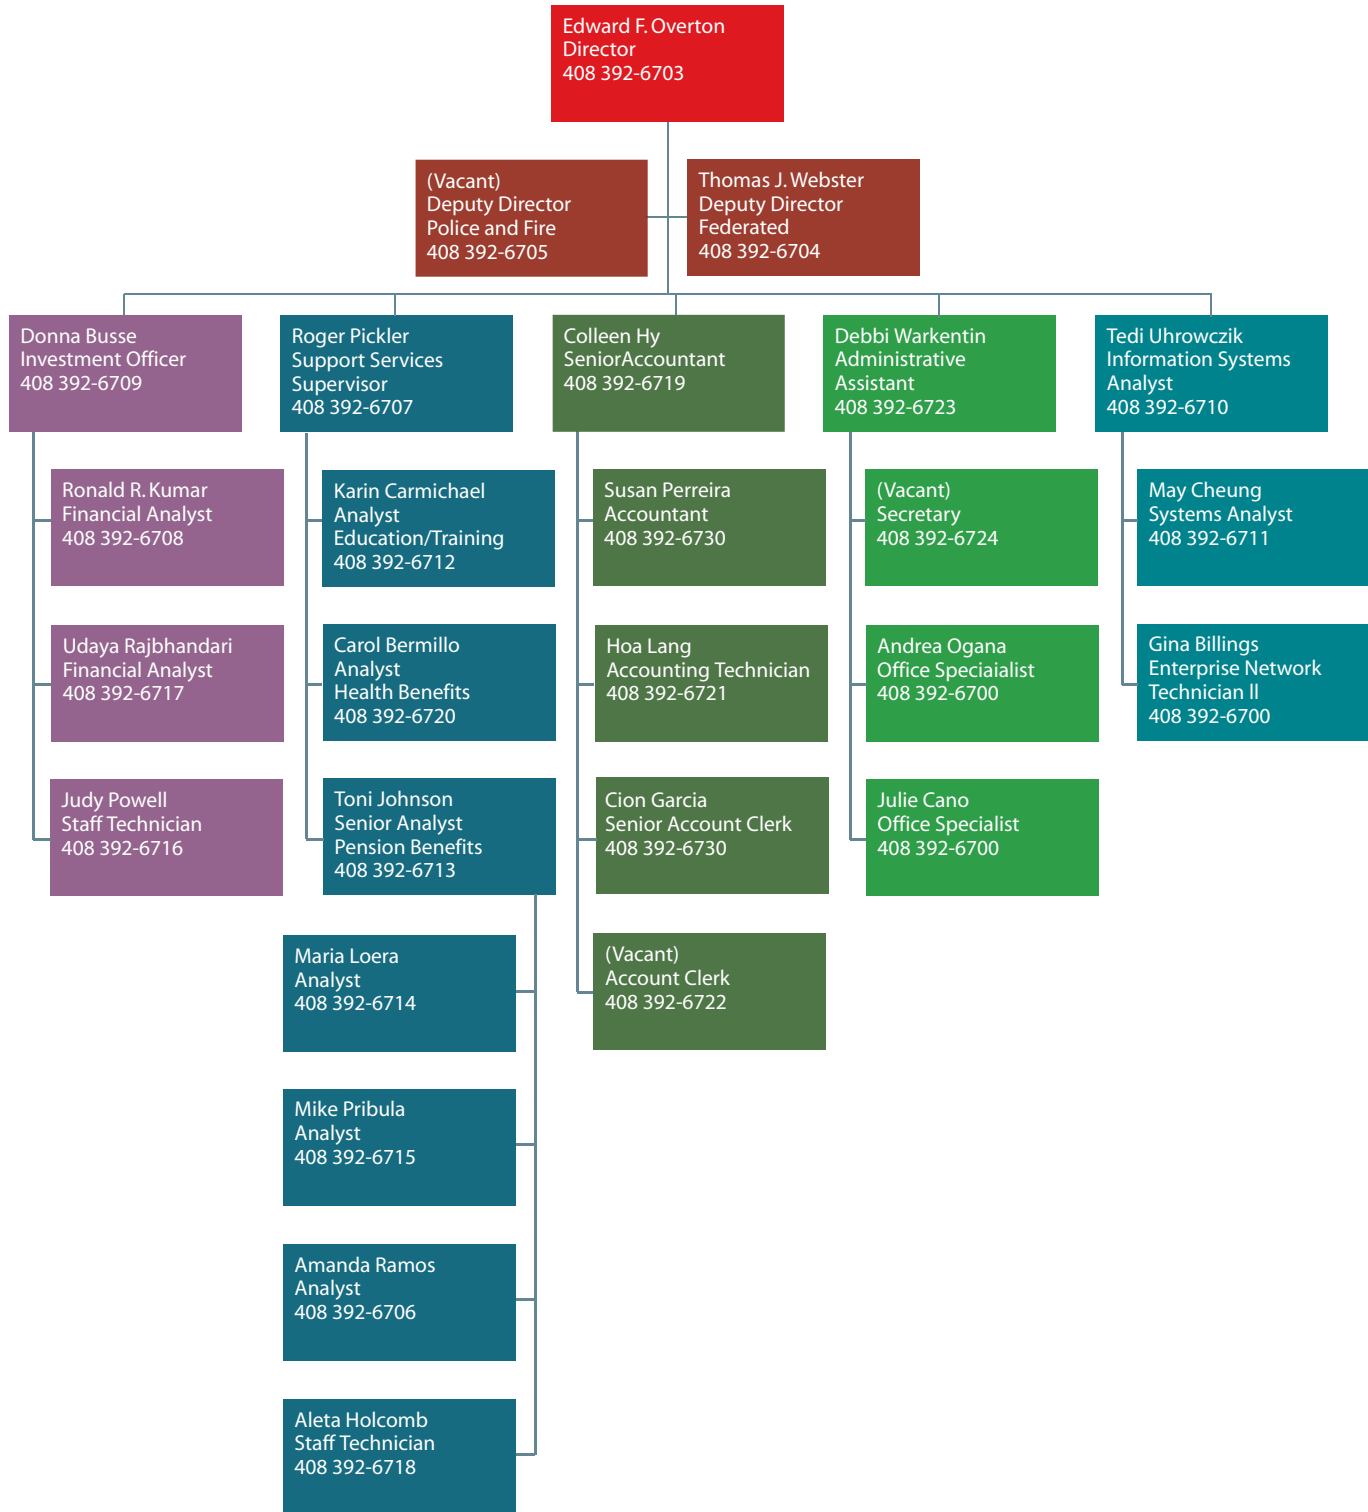 Edward F. Overton
Director
408 392-6703
(Vacant)
Deputy Director
Police and Fire
408 392-6705
Thomas J. Webster
Deputy Director
Federated
408 392-6704
Donna Busse
Investment Officer
408 392-6709
Roger Pickler
Support Services
Supervisor
408 392-6707
Colleen Hy
SeniorAccountant
408 392-6719
Debbi Warkentin
Administrative
Assistant
408 392-6723
Tedi Uhrowczik
Information Systems
Analyst
408 392-6710
Ronald R. Kumar
Financial Analyst
408 392-6708
Karin Carmichael
Analyst
Education/Training
408 392-6712
Susan Perreira
Accountant
408 392-6730
(Vacant)
Secretary
408 392-6724
May Cheung
Systems Analyst
408 392-6711
Udaya Rajbhandari
Financial Analyst
408 392-6717
Carol Bermillo
Analyst
Health Benefits
408 392-6720
Hoa Lang
Accounting Technician
408 392-6721
Andrea Ogana
Office Speciaialist
408 392-6700
Gina Billings
Enterprise Network
Technician ll
408 392-6700
Judy Powell
Staff Technician
408 392-6716
Toni Johnson
Senior Analyst
Pension Benefits
408 392-6713
Cion Garcia
Senior Account Clerk
408 392-6730
Julie Cano
Office Specialist
408 392-6700
Maria Loera
Analyst
408 392-6714
(Vacant)
Account Clerk
408 392-6722
Mike Pribula
Analyst
408 392-6715
Amanda Ramos
Analyst
408 392-6706
Aleta Holcomb
Staff Technician
408 392-6718